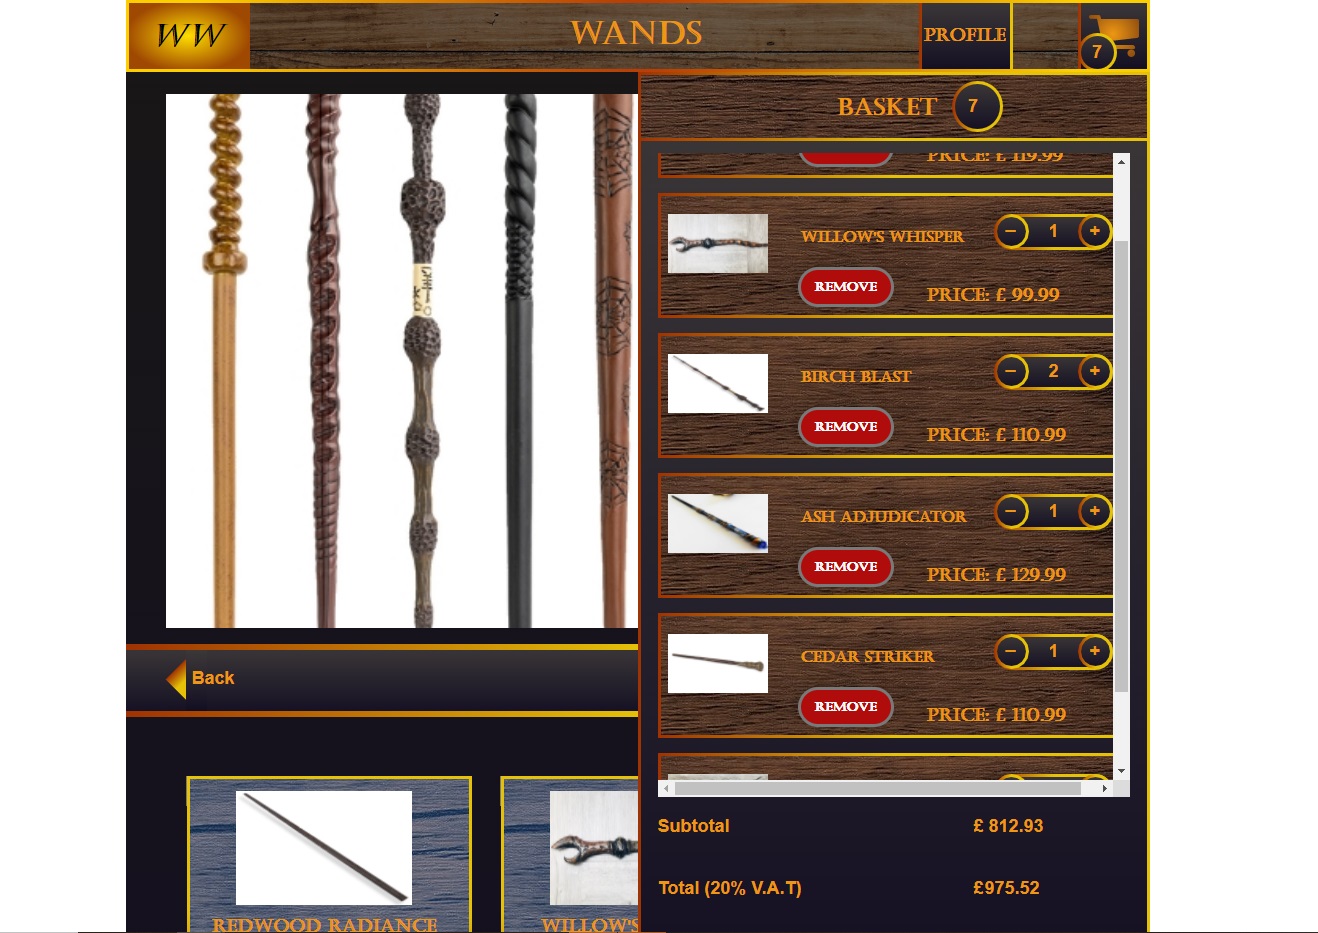 WW
WANDS
PROFILE
7
BASKET 7
PRICE: £ 119.99
WILLOW'S WHISPER
− 1 +
REMOVE
PRICE: £ 99.99
BIRCH BLAST
− 2 +
REMOVE
PRICE: £ 110.99
ASH ADJUDICATOR
− 1 +
REMOVE
PRICE: £ 129.99
CEDAR STRIKER
− 1 +
REMOVE
PRICE: £ 110.99
Subtotal £ 812.93
Total (20% V.A.T) £975.52
Back
REDWOOD RADIANCE
WILLOW'S